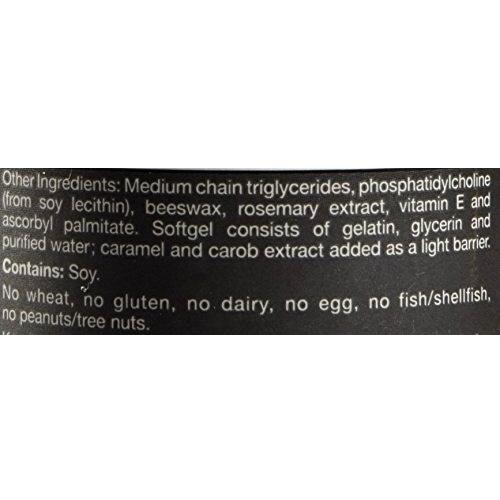 Other Ingredients: Medium chain triglycerides, phosphatidylcholine
(from soy lecithin), beeswax, rosemary extract, vitamin E and
ascorbyl palmitate. Softgel consists of gelatin, glycerin and
purified water; caramel and carob extract added as a light barrier.
Contains: Soy.
No wheat, no gluten, no dairy, no egg, no fish/shellfish,
no peanuts/tree nuts.